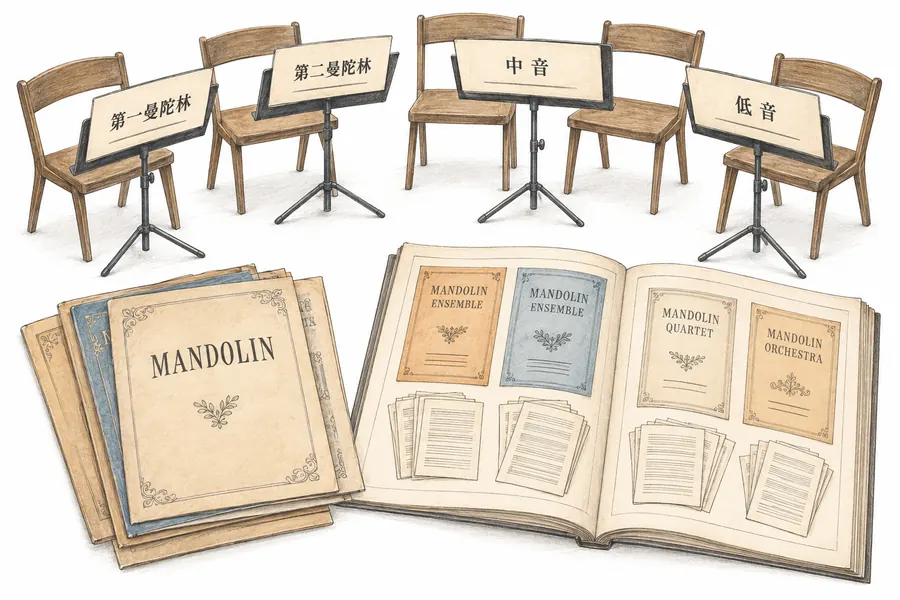 第一曼陀林
第二曼陀林
中音
低音
MANDOLIN
MANDOLIN
ENSEMBLE
MANDOLIN
ENSEMBLE
MANDOLIN
QUARTET
MANDOLIN
ORCHESTRA